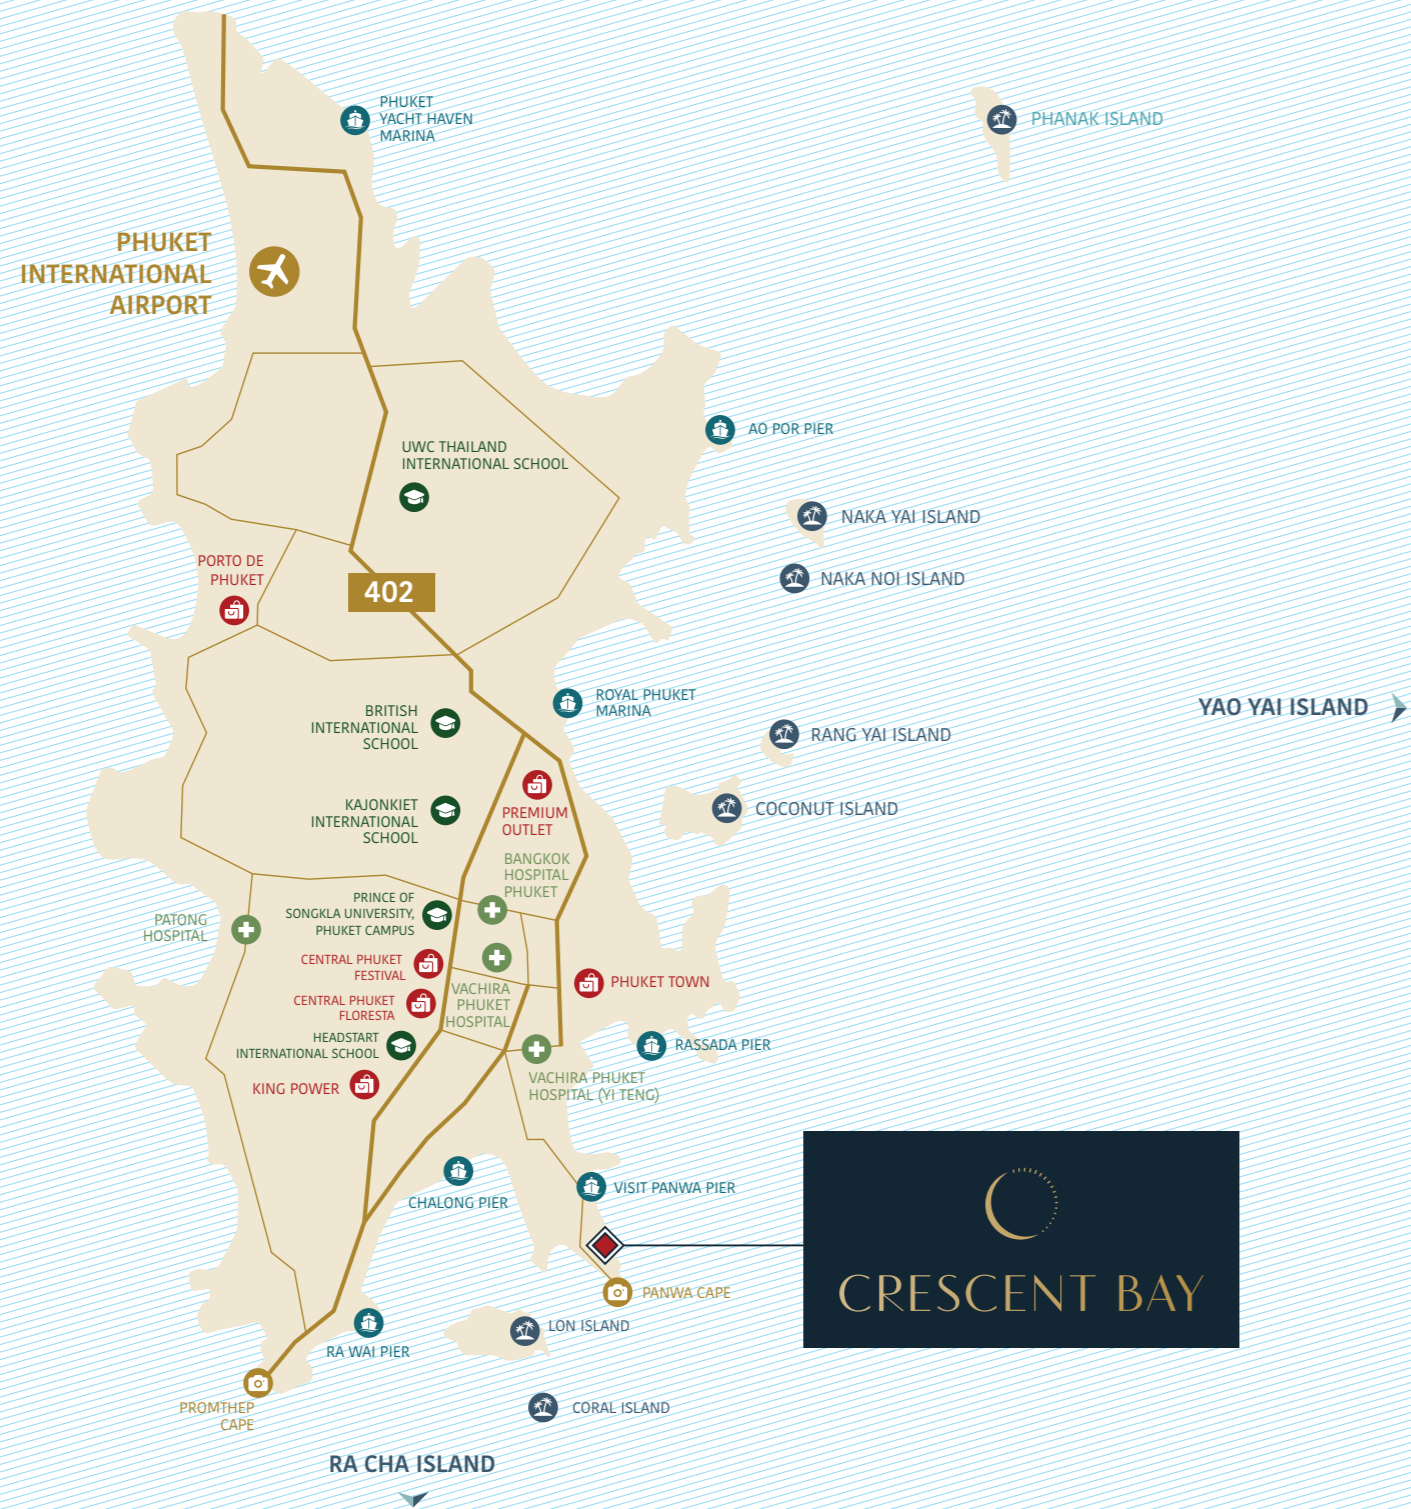 PHUKET
YACHT HAVEN
MARINA
PHANAK ISLAND
PHUKET
INTERNATIONAL
AIRPORT
AO POR PIER
UWC THAILAND
INTERNATIONAL SCHOOL
NAKA YAI ISLAND
PORTO DE
PHUKET
NAKA NOI ISLAND
402
ROYAL PHUKET
MARINA
YAO YAI ISLAND
BRITISH
INTERNATIONAL
SCHOOL
RANG YAI ISLAND
KAJONKIET
INTERNATIONAL
SCHOOL
PREMIUM
OUTLET
COCONUT ISLAND
BANGKOK
HOSPITAL
PHUKET
PRINCE OF
SONGKLA UNIVERSITY,
PHUKET CAMPUS
PATONG
HOSPITAL
CENTRAL PHUKET
FESTIVAL
PHUKET TOWN
CENTRAL PHUKET
FLORESTA
VACHIRA
PHUKET
HOSPITAL
HEADSTART
INTERNATIONAL SCHOOL
RASSADA PIER
KING POWER
VACHIRA PHUKET
HOSPITAL (YI TENG)
CHALONG PIER
VISIT PANWA PIER
CRESCENT BAY
PANWA CAPE
LON ISLAND
RA WAI PIER
PROMTHEP
CAPE
CORAL ISLAND
RA CHA ISLAND